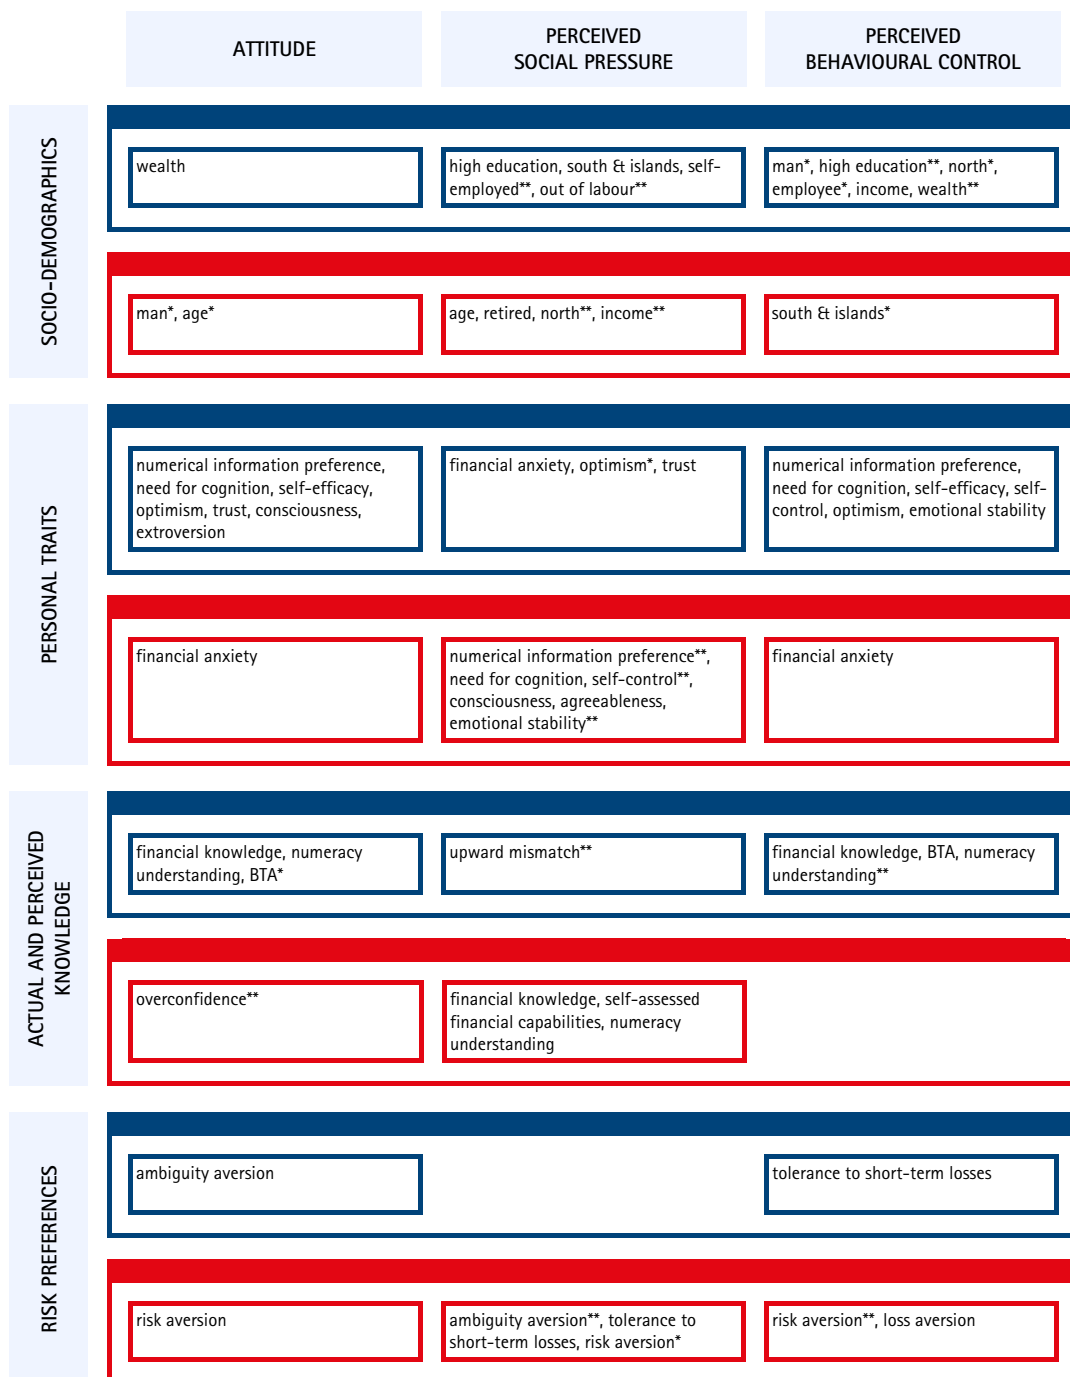 ATTITUDE
PERCEIVED
SOCIAL PRESSURE
PERCEIVED
BEHAVIOURAL CONTROL
SOCIO-DEMOGRAPHICS
wealth
high education, south & islands, self-
employed**, out of labour**
man*, high education**, north*,
employee*, income, wealth**
man*, age*
age, retired, north**, income**
south & islands*
PERSONAL TRAITS
numerical information preference,
need for cognition, self-efficacy,
optimism, trust, consciousness,
extroversion
financial anxiety, optimism*, trust
numerical information preference,
need for cognition, self-efficacy, self-
control, optimism, emotional stability
financial anxiety
numerical information preference**,
need for cognition, self-control**,
consciousness, agreeableness,
emotional stability**
financial anxiety
ACTUAL AND PERCEIVED
KNOWLEDGE
financial knowledge, numeracy
understanding, BTA*
upward mismatch**
financial knowledge, BTA, numeracy
understanding**
overconfidence**
financial knowledge, self-assessed
financial capabilities, numeracy
understanding
RISK PREFERENCES
ambiguity aversion
tolerance to short-term losses
risk aversion
ambiguity aversion**, tolerance to
short-term losses, risk aversion*
risk aversion**, loss aversion